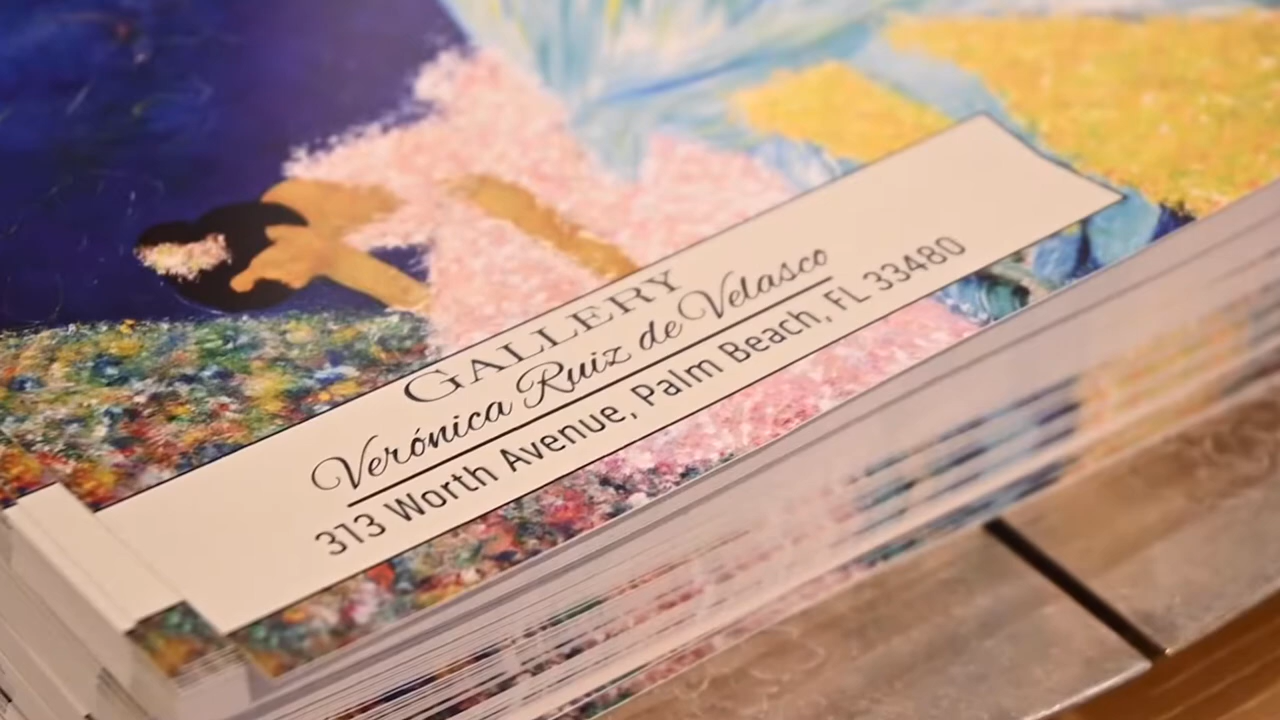 GALLERY
Verónica Ruiz de Velasco
313 Worth Avenue, Palm Beach, FL 33480